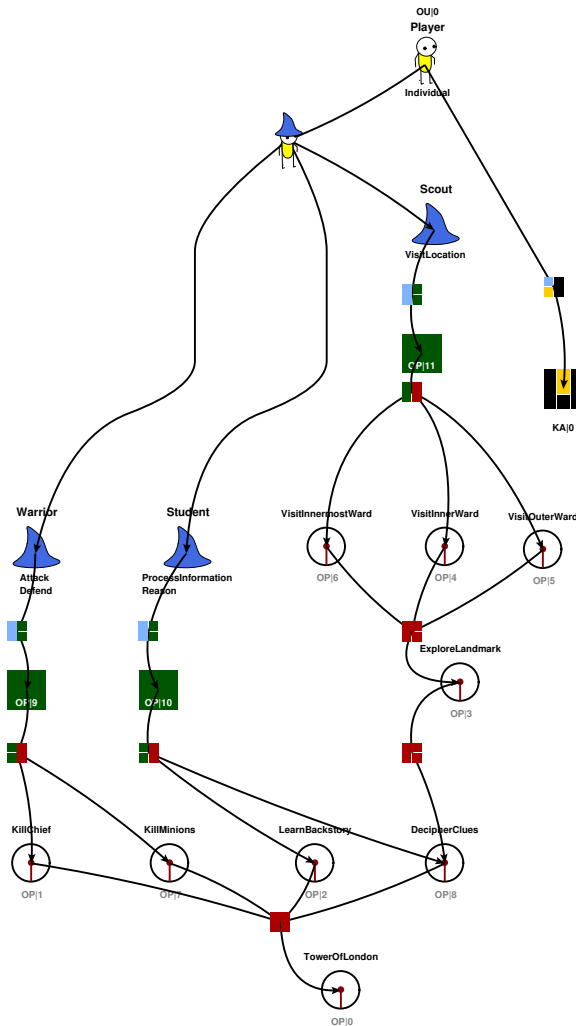 OU|0
Player
Individual
Scout
VisitLocation
OP|11
KA|0
VisitInnermostWard
VisitInnerWard
VisitOuterWard
OP|6
OP|4
OP|5
Warrior
Student
Attack
Defend
ProcessInformation
Reason
ExploreLandmark
OP|3
OP|9
OP|10
KillChief
KillMinions
LearnBackstory
DecipherClues
OP|1
OP|7
OP|2
OP|8
TowerOfLondon
OP|0